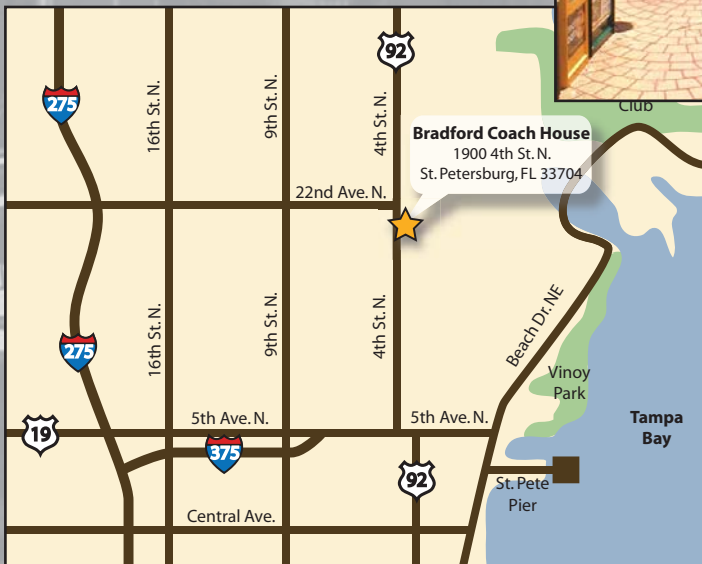 92
275
16th St. N.
9th St. N.
4th St. N.
Club
Bradford Coach House
1900 4th St. N.
St. Petersburg, FL 33704
22nd Ave. N.
16th St. N.
9th St. N.
4th St. N.
Beach Dr. NE
275
Vinoy
Park
Tampa
Bay
19
5th Ave. N.
5th Ave. N.
375
92
St. Pete
Pier
Central Ave.